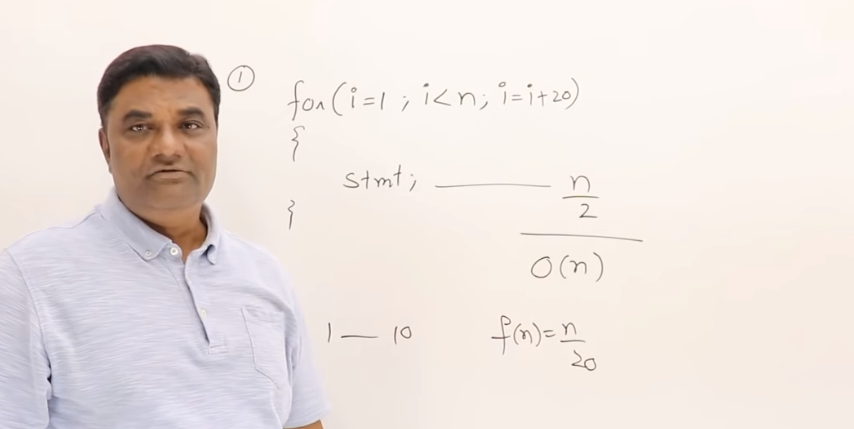 ①
for(i=1; i<n; i=i+20)
{
stmt; —— n/2
}
O(n)
1 — 10
f(n)=n/20